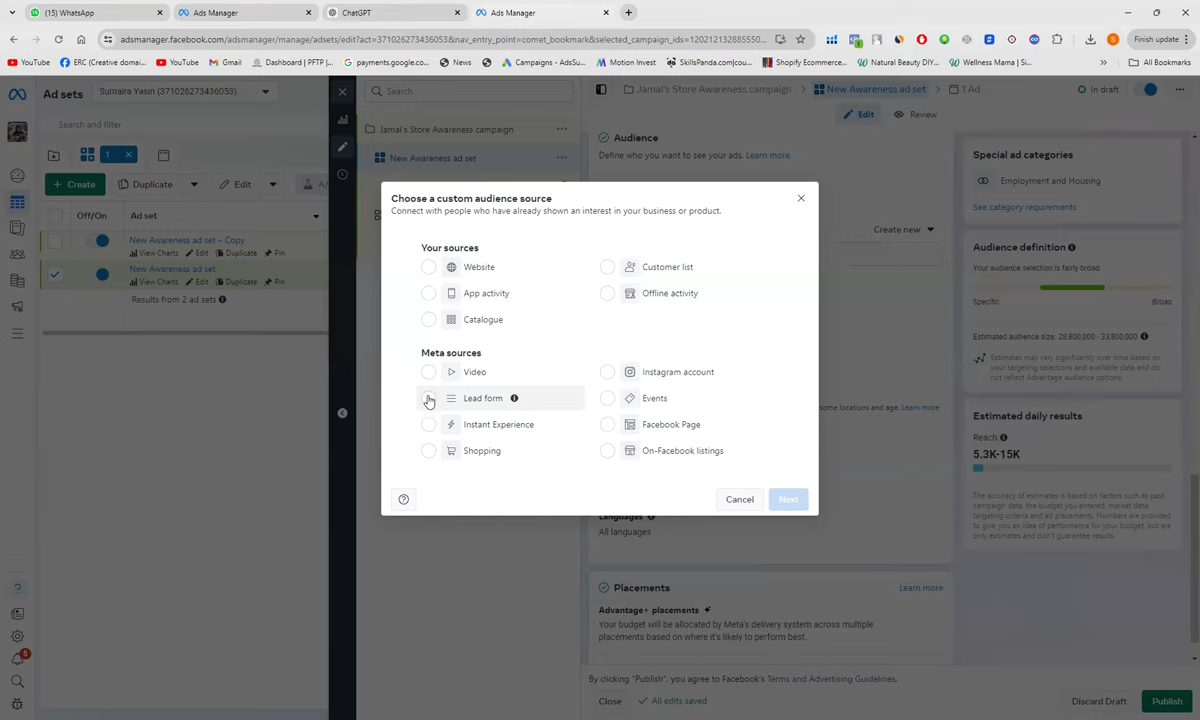 (15) WhatsApp
Ads Manager
ChatGPT
Ads Manager
adsmanager.facebook.com/adsmanager/manage/adsets/edit?act=371026273436053&nav_entry_point=comet_bookmark&selected_campaign_ids=120212132885550...
Finish update
YouTube
ERC (Creative domai...
YouTube
Gmail
Dashboard | PFTP |...
payments.google.co...
News
Campaigns - AdsSu...
Motion Invest
SkillsPanda.com|cou...
Shopify Ecommerce...
Natural Beauty DIY...
Wellness Mama | Si...
All Bookmarks
Ad sets
Sumaira Yasin (371026273436053)
Search and filter
1
+ Create
Duplicate
Edit
A/
Off/On
Ad set
New Awareness ad set – Copy
View Charts
Edit
Duplicate
Pin
New Awareness ad set
View Charts
Edit
Duplicate
Pin
Results from 2 ad sets
5
Search
Jamal's Store Awareness campaign
New Awareness ad set
Jamal's Store Awareness campaign
New Awareness ad set
1 Ad
In draft
Edit
Review
Audience
Define who you want to see your ads. Learn more
Create new
Choose a custom audience source
Connect with people who have already shown an interest in your business or product.
Your sources
Website
Customer list
App activity
Offline activity
Catalogue
Meta sources
Video
Instagram account
Lead form
Events
Instant Experience
Facebook Page
Shopping
On-Facebook listings
Cancel
Next
some locations and age. Learn more
Languages
All languages
Placements
Learn more
Advantage+ placements
Your budget will be allocated by Meta's delivery system across multiple
placements based on where it's likely to perform best.
By clicking "Publish", you agree to Facebook's Terms and Advertising Guidelines.
Close
All edits saved
Discard Draft
Publish
Special ad categories
Employment and Housing
See category requirements
Audience definition
Your audience selection is fairly broad.
Specific
Broad
Estimated audience size: 28,800,000 - 33,800,000
Estimates may vary significantly over time based on
your targeting selections and available data and do
not reflect Advantage audience options.
Estimated daily results
Reach
5.3K-15K
The accuracy of estimates is based on factors such as past
campaign data, the budget you entered, market data,
targeting criteria and ad placements. Numbers are provided
to give you an idea of performance for your budget, but are
only estimates and don't guarantee results.